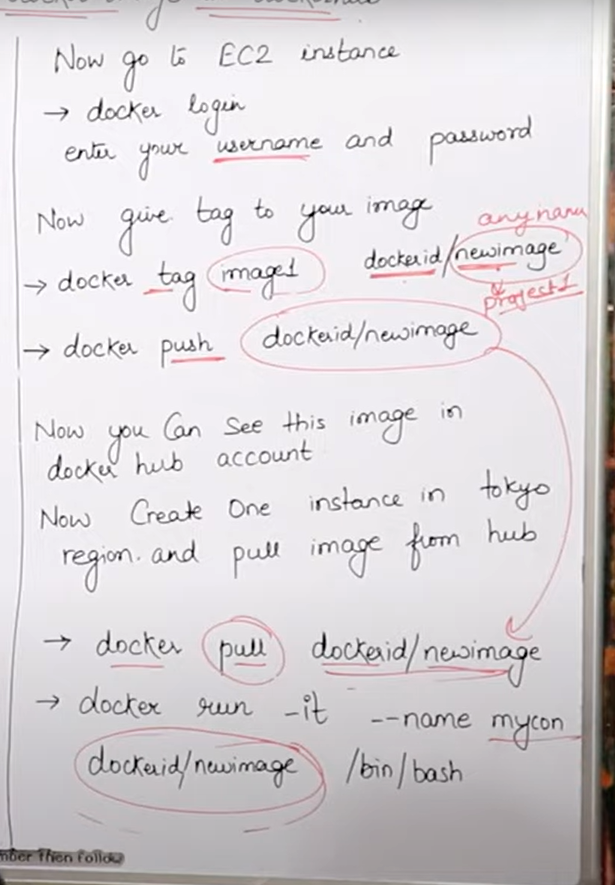 Now go to EC2 instance
→ docker login
enter your username and password
Now give tag to your image
any name
→ docker tag image1 dockerid/newimage
project1
→ docker push dockerid/newimage
Now you Can See this image in
docker hub account
Now Create One instance in tokyo
region. and pull image from hub
→ docker pull dockerid/newimage
→ docker run -it --name mycon
dockerid/newimage /bin/bash
then follow